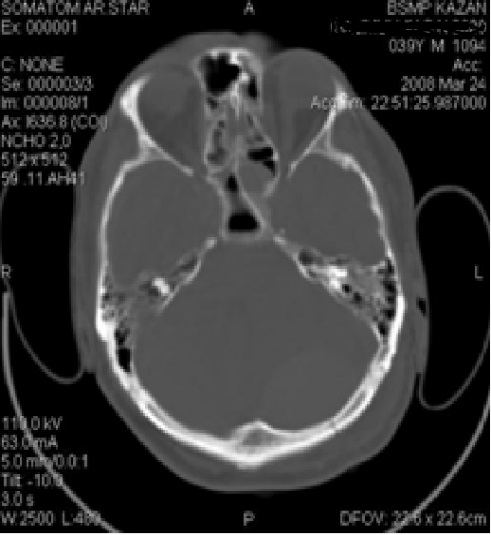 SOMATOM AR STAR
Ex: 000001
C: NONE
Se: 000003/3
Im: 000008/1
Ax: I636.8 (COI)
NCHO 2,0
512 x 512
59 .11 AH41
A
BSMP KAZAN
039Y M 1094
Acc:
2008 Mar 24
Acq Tm: 22:51:25.987000
R
L
110.0 kV
63.0 mA
5.0 mm/0.0:1
Tilt: -10.0
3.0 s
W:2500 L:480
P
DFOV: 22.6 x 22.6cm